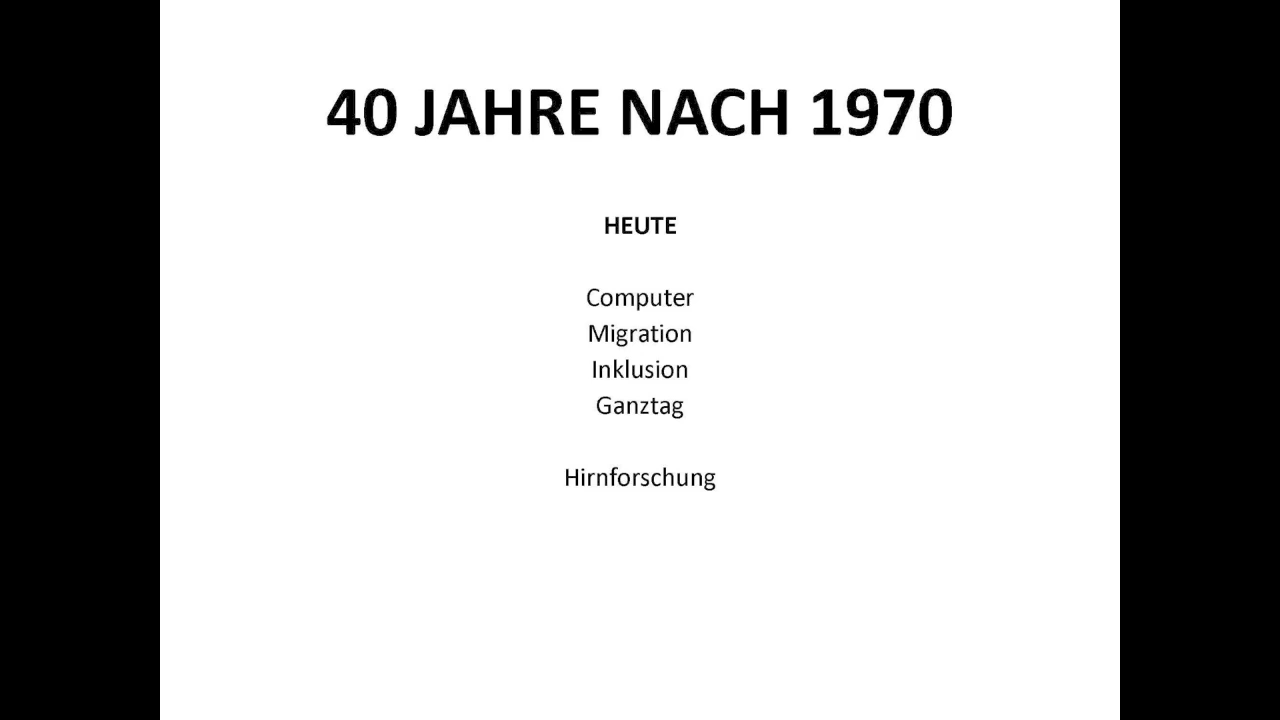 40 JAHRE NACH 1970
HEUTE
Computer
Migration
Inklusion
Ganztag
Hirnforschung